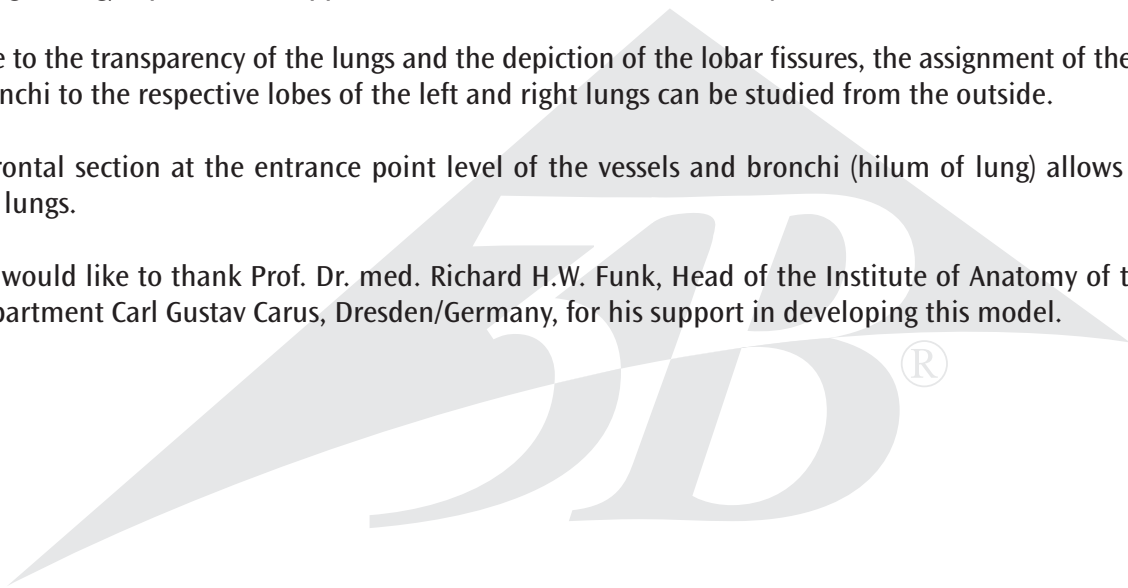 e to the transparency of the lungs and the depiction of the lobar fissures, the assignment of the
nchi to the respective lobes of the left and right lungs can be studied from the outside.
rontal section at the entrance point level of the vessels and bronchi (hilum of lung) allows
lungs.
would like to thank Prof. Dr. med. Richard H.W. Funk, Head of the Institute of Anatomy of t
partment Carl Gustav Carus, Dresden/Germany, for his support in developing this model.
3B
®